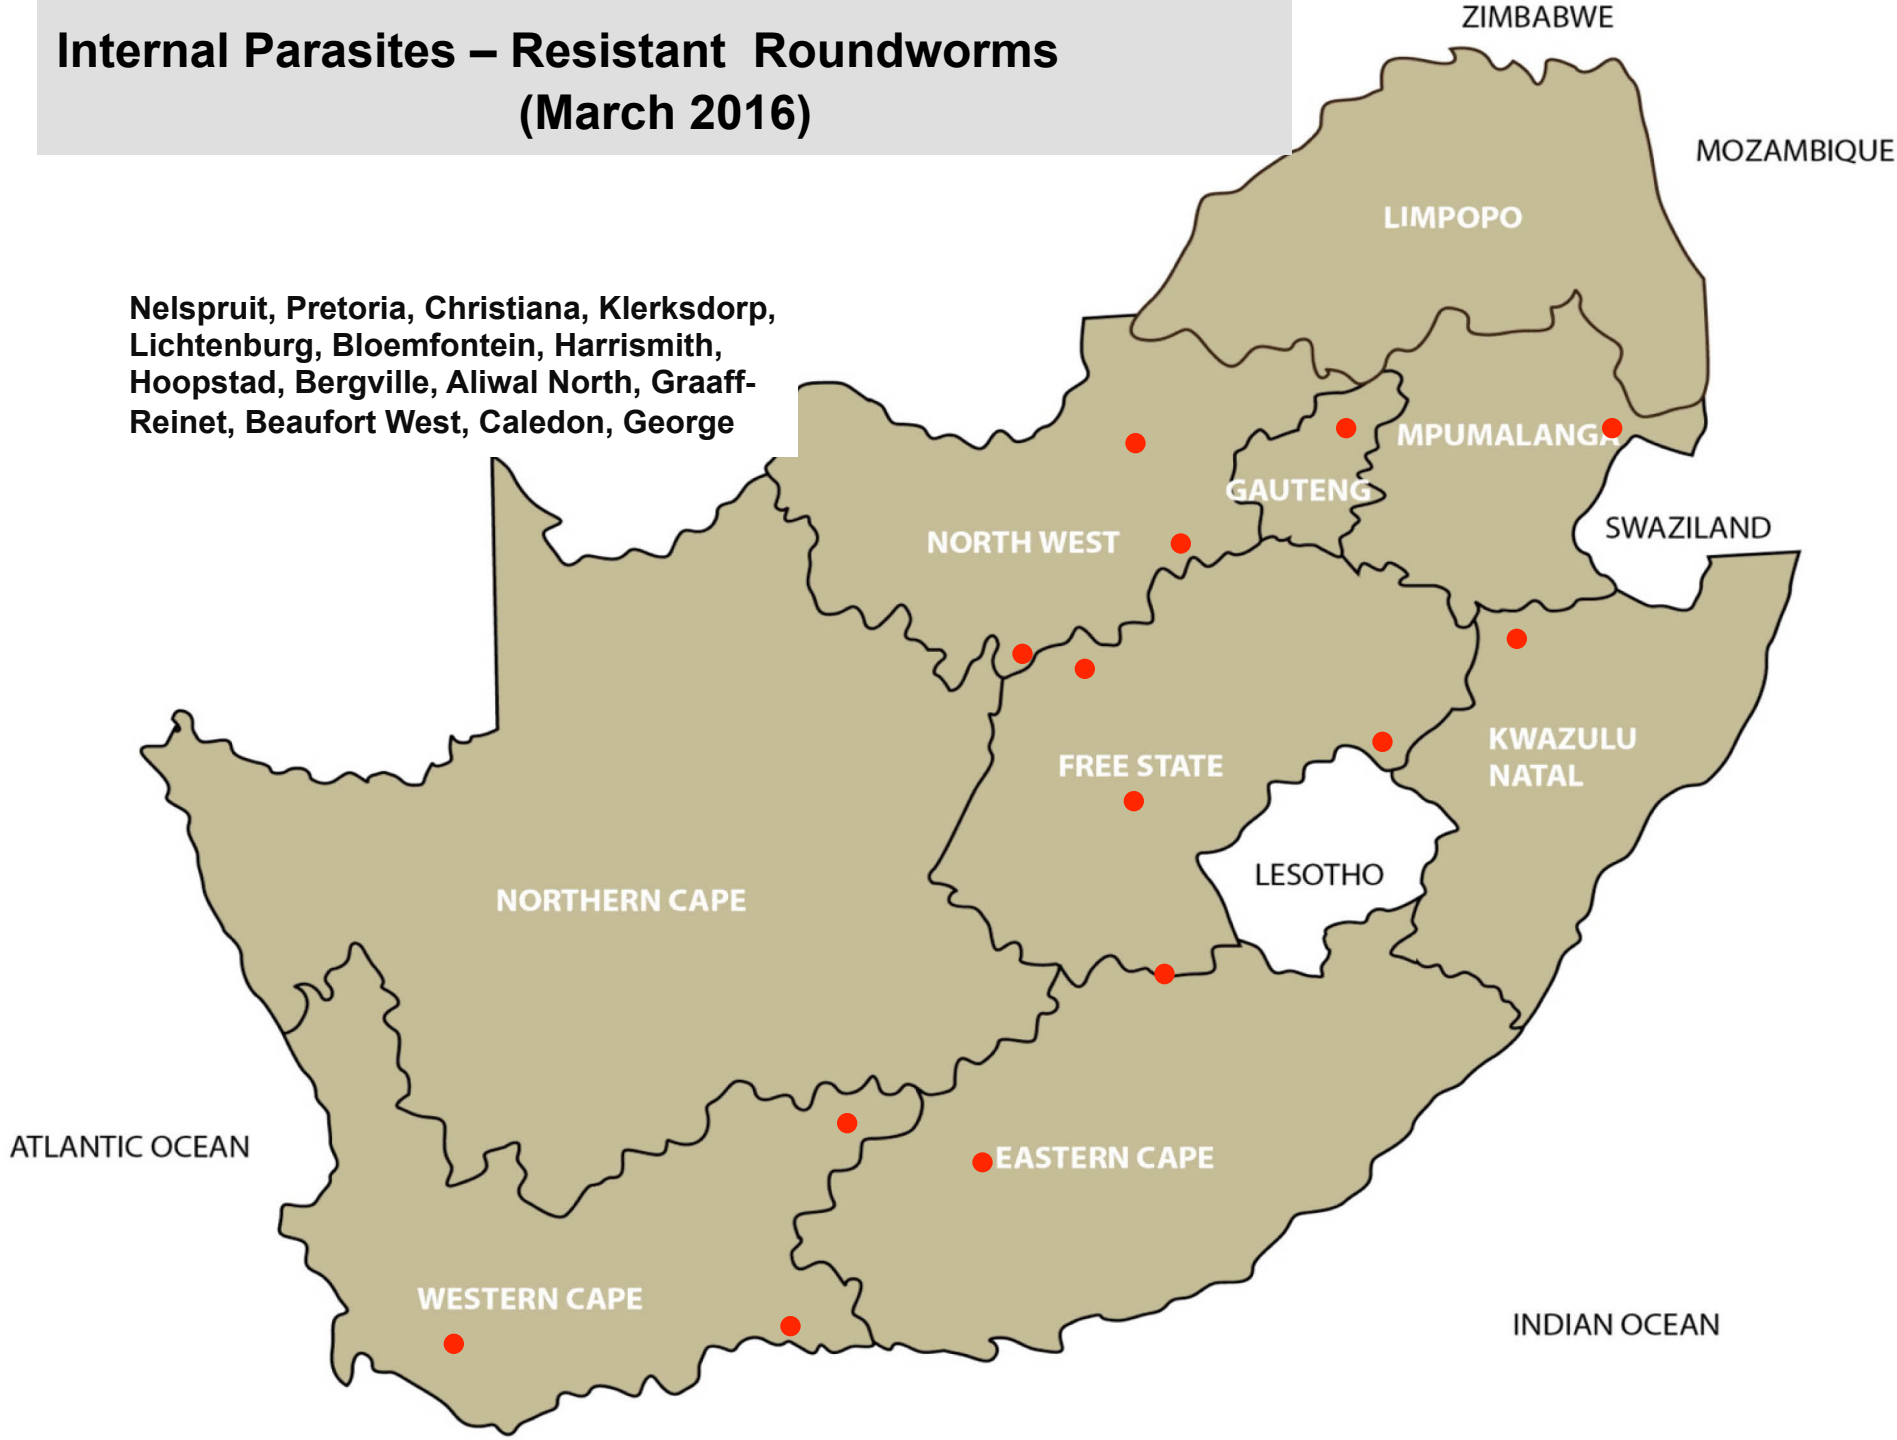 Internal Parasites – Resistant Roundworms
(March 2016)
ZIMBABWE
MOZAMBIQUE
LIMPOPO
Nelspruit, Pretoria, Christiana, Klerksdorp,
Lichtenburg, Bloemfontein, Harrismith,
Hoopstad, Bergville, Aliwal North, Graaff-
Reinet, Beaufort West, Caledon, George
MPUMALANGA
GAUTENG
SWAZILAND
NORTH WEST
KWAZULU
NATAL
FREE STATE
LESOTHO
NORTHERN CAPE
ATLANTIC OCEAN
EASTERN CAPE
WESTERN CAPE
INDIAN OCEAN